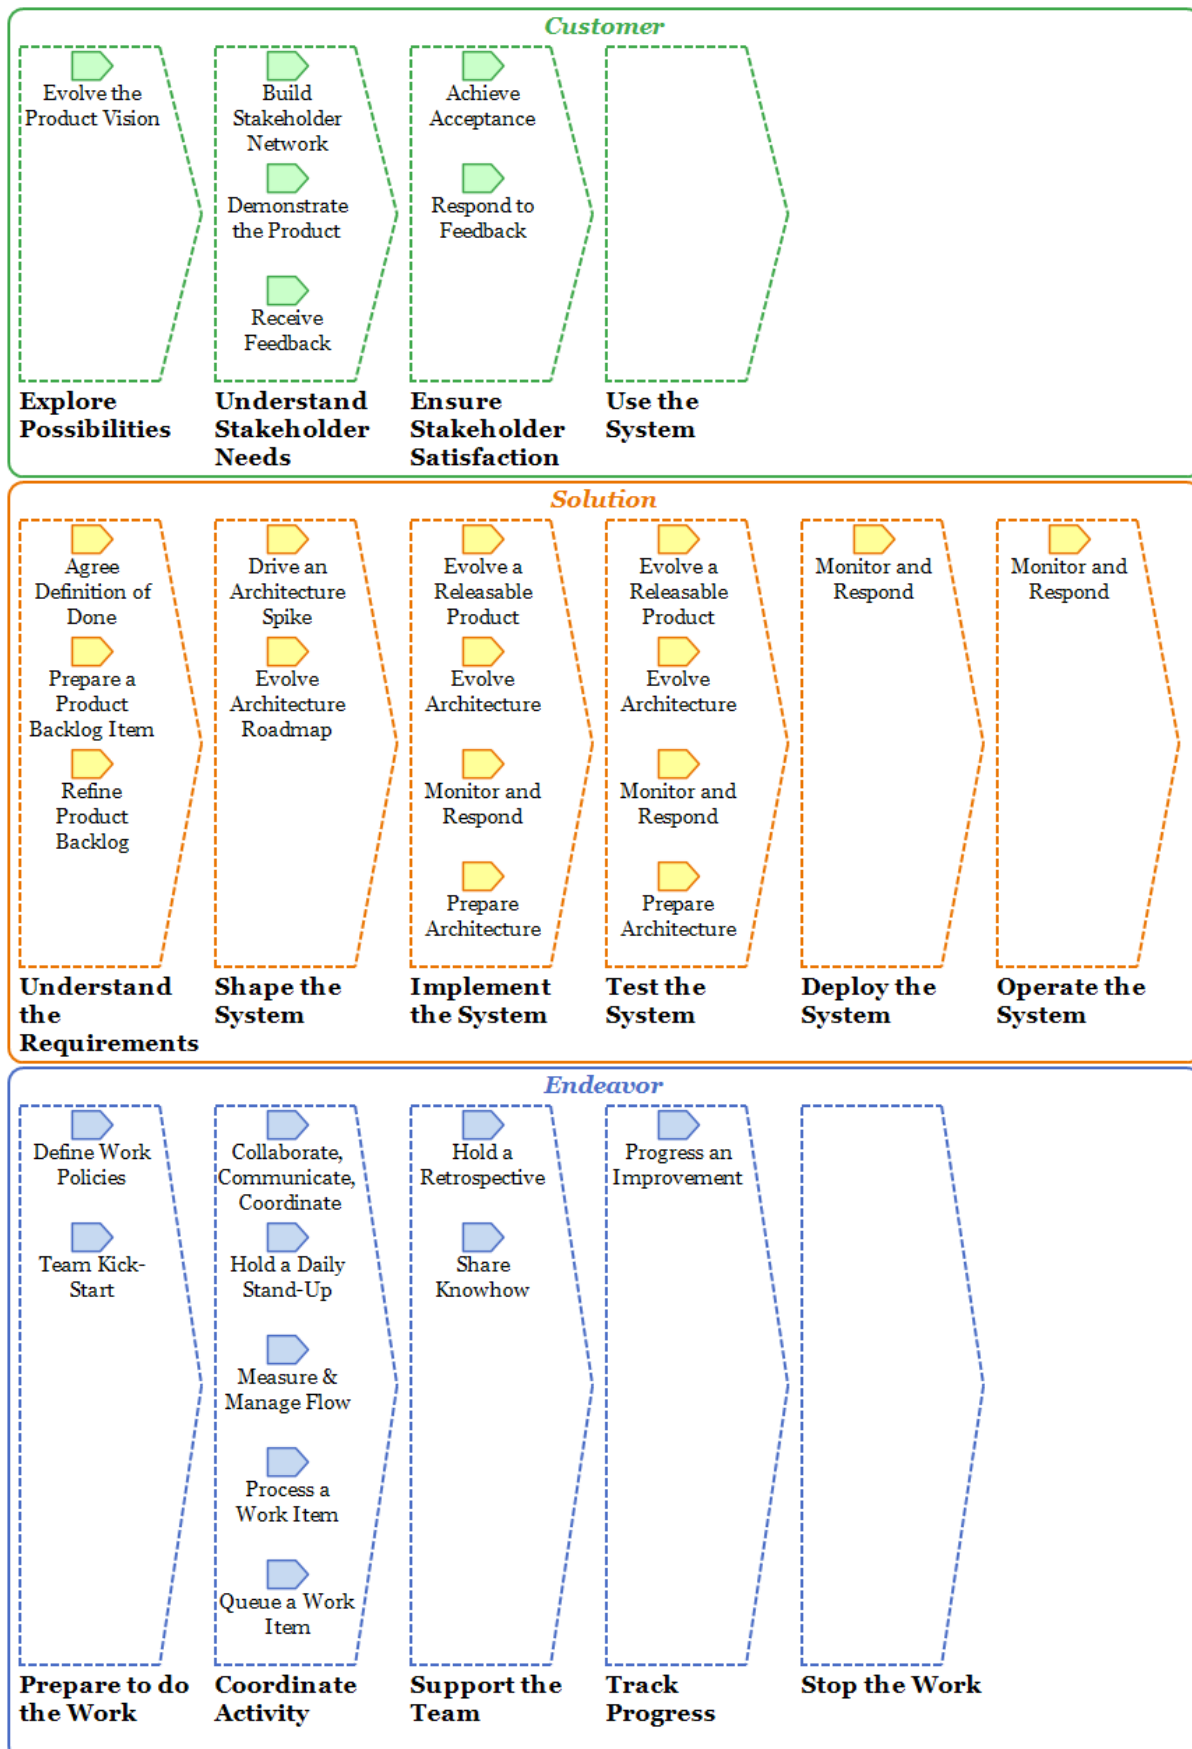 Customer
Evolve the
Product Vision
Explore
Possibilities
Build
Stakeholder
Network
Demonstrate
the Product
Receive
Feedback
Understand
Stakeholder
Needs
Achieve
Acceptance
Respond to
Feedback
Ensure
Stakeholder
Satisfaction
Use the
System
Solution
Agree
Definition of
Done
Prepare a
Product
Backlog Item
Refine
Product
Backlog
Understand
the
Requirements
Drive an
Architecture
Spike
Evolve
Architecture
Roadmap
Shape the
System
Evolve a
Releasable
Product
Evolve
Architecture
Monitor and
Respond
Prepare
Architecture
Implement
the System
Evolve a
Releasable
Product
Evolve
Architecture
Monitor and
Respond
Prepare
Architecture
Test the
System
Monitor and
Respond
Deploy the
System
Monitor and
Respond
Operate the
System
Endeavor
Define Work
Policies
Team Kick-
Start
Prepare to do
the Work
Collaborate,
Communicate,
Coordinate
Hold a Daily
Stand-Up
Measure &
Manage Flow
Process a
Work Item
Queue a Work
Item
Coordinate
Activity
Hold a
Retrospective
Share
Knowhow
Support the
Team
Progress an
Improvement
Track
Progress
Stop the Work